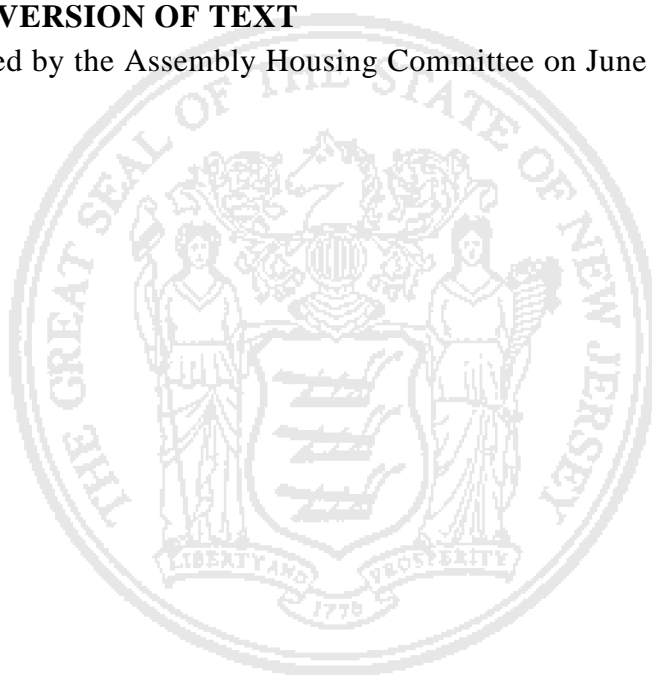 VERSION OF TEXT
ed by the Assembly Housing Committee on June
THE GREAT SEAL OF THE STATE OF NEW JERSEY
LIBERTY AND PROSPERITY
1776